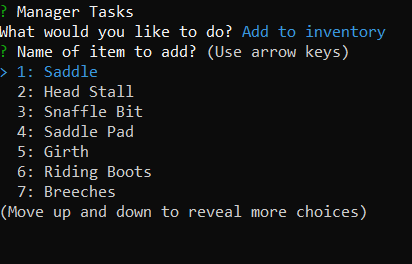 ? Manager Tasks
What would you like to do? Add to inventory
? Name of item to add? (Use arrow keys)
> 1: Saddle
2: Head Stall
3: Snaffle Bit
4: Saddle Pad
5: Girth
6: Riding Boots
7: Breeches
(Move up and down to reveal more choices)